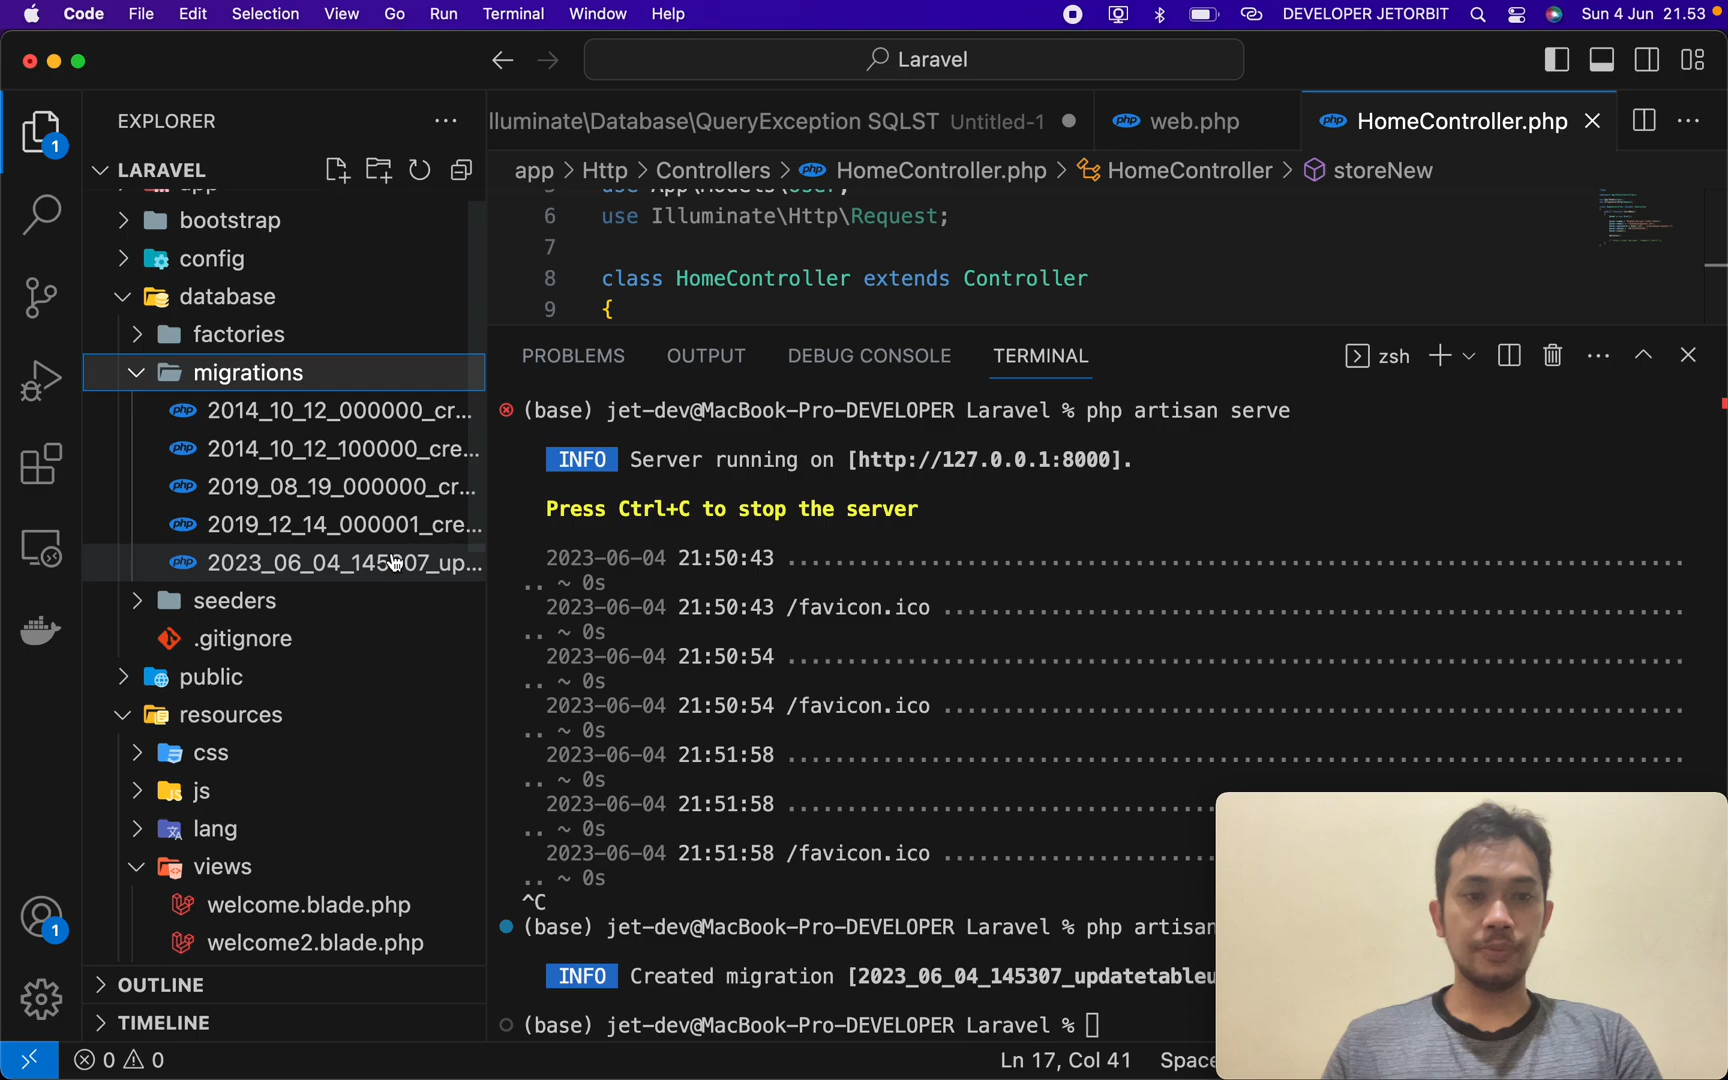 Code File Edit Selection View Go Run Terminal Window Help DEVELOPER JETORBIT Sun 4 Jun 21.53
Laravel
EXPLORER
LARAVEL
bootstrap
config
database
factories
migrations
2014_10_12_000000_cr...
2014_10_12_100000_cre...
2019_08_19_000000_cr...
2019_12_14_000001_cre...
2023_06_04_145307_up...
seeders
.gitignore
public
resources
css
js
lang
views
welcome.blade.php
welcome2.blade.php
OUTLINE
TIMELINE
1
1
lluminate\Database\QueryException SQLST Untitled-1 web.php HomeController.php
app > Http > Controllers > HomeController.php > HomeController > storeNew
6 use Illuminate\Http\Request;
7
8 class HomeController extends Controller
9 {
PROBLEMS OUTPUT DEBUG CONSOLE TERMINAL zsh
(base) jet-dev@MacBook-Pro-DEVELOPER Laravel % php artisan serve
INFO Server running on [http://127.0.0.1:8000].
Press Ctrl+C to stop the server
2023-06-04 21:50:43 ...........................................................................
.. ~ 0s
2023-06-04 21:50:43 /favicon.ico ..............................................................
.. ~ 0s
2023-06-04 21:50:54 ...........................................................................
.. ~ 0s
2023-06-04 21:50:54 /favicon.ico ..............................................................
.. ~ 0s
2023-06-04 21:51:58 ...........................................................................
.. ~ 0s
2023-06-04 21:51:58 ...................................
.. ~ 0s
2023-06-04 21:51:58 /favicon.ico ......................
.. ~ 0s
^C
(base) jet-dev@MacBook-Pro-DEVELOPER Laravel % php artisan
INFO Created migration [2023_06_04_145307_updatetableu
(base) jet-dev@MacBook-Pro-DEVELOPER Laravel %
0 0 Ln 17, Col 41 Space